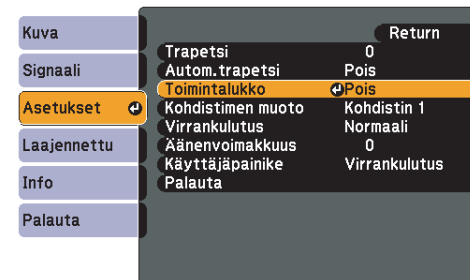 Kuva
Signaali
Asetukset
Laajennettu
Info
Palauta
Return
Trapetsi 0
Autom.trapetsi Pois
Toimintalukko Pois
Kohdistimen muoto Kohdistin 1
Virrankulutus Normaali
Äänenvoimakkuus 0
Käyttäjäpainike Virrankulutus
Palauta